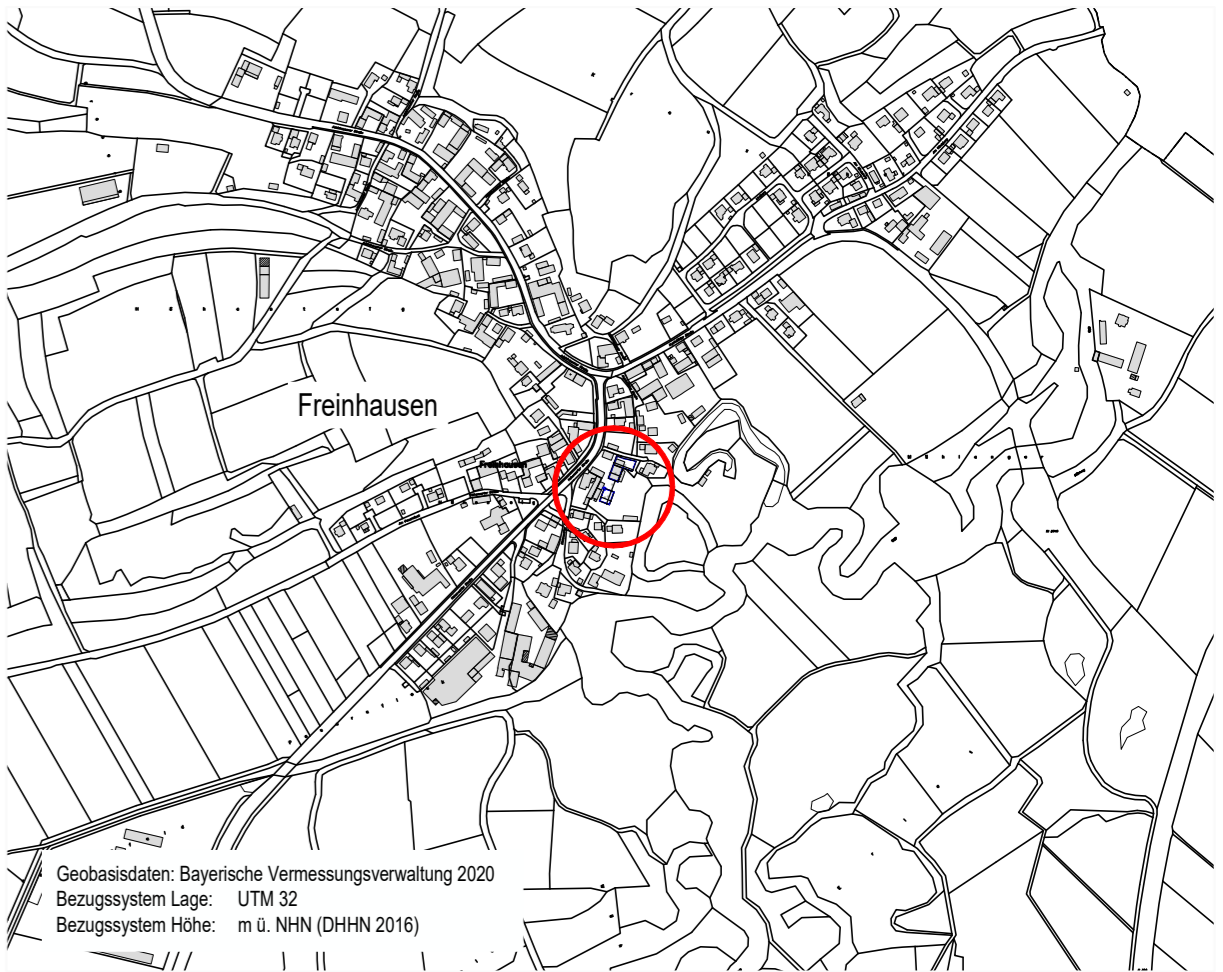 Freinhausen
Freinhausen
Geobasisdaten: Bayerische Vermessungsverwaltung 2020
Bezugssystem Lage: UTM 32
Bezugssystem Höhe: m ü. NHN (DHHN 2016)